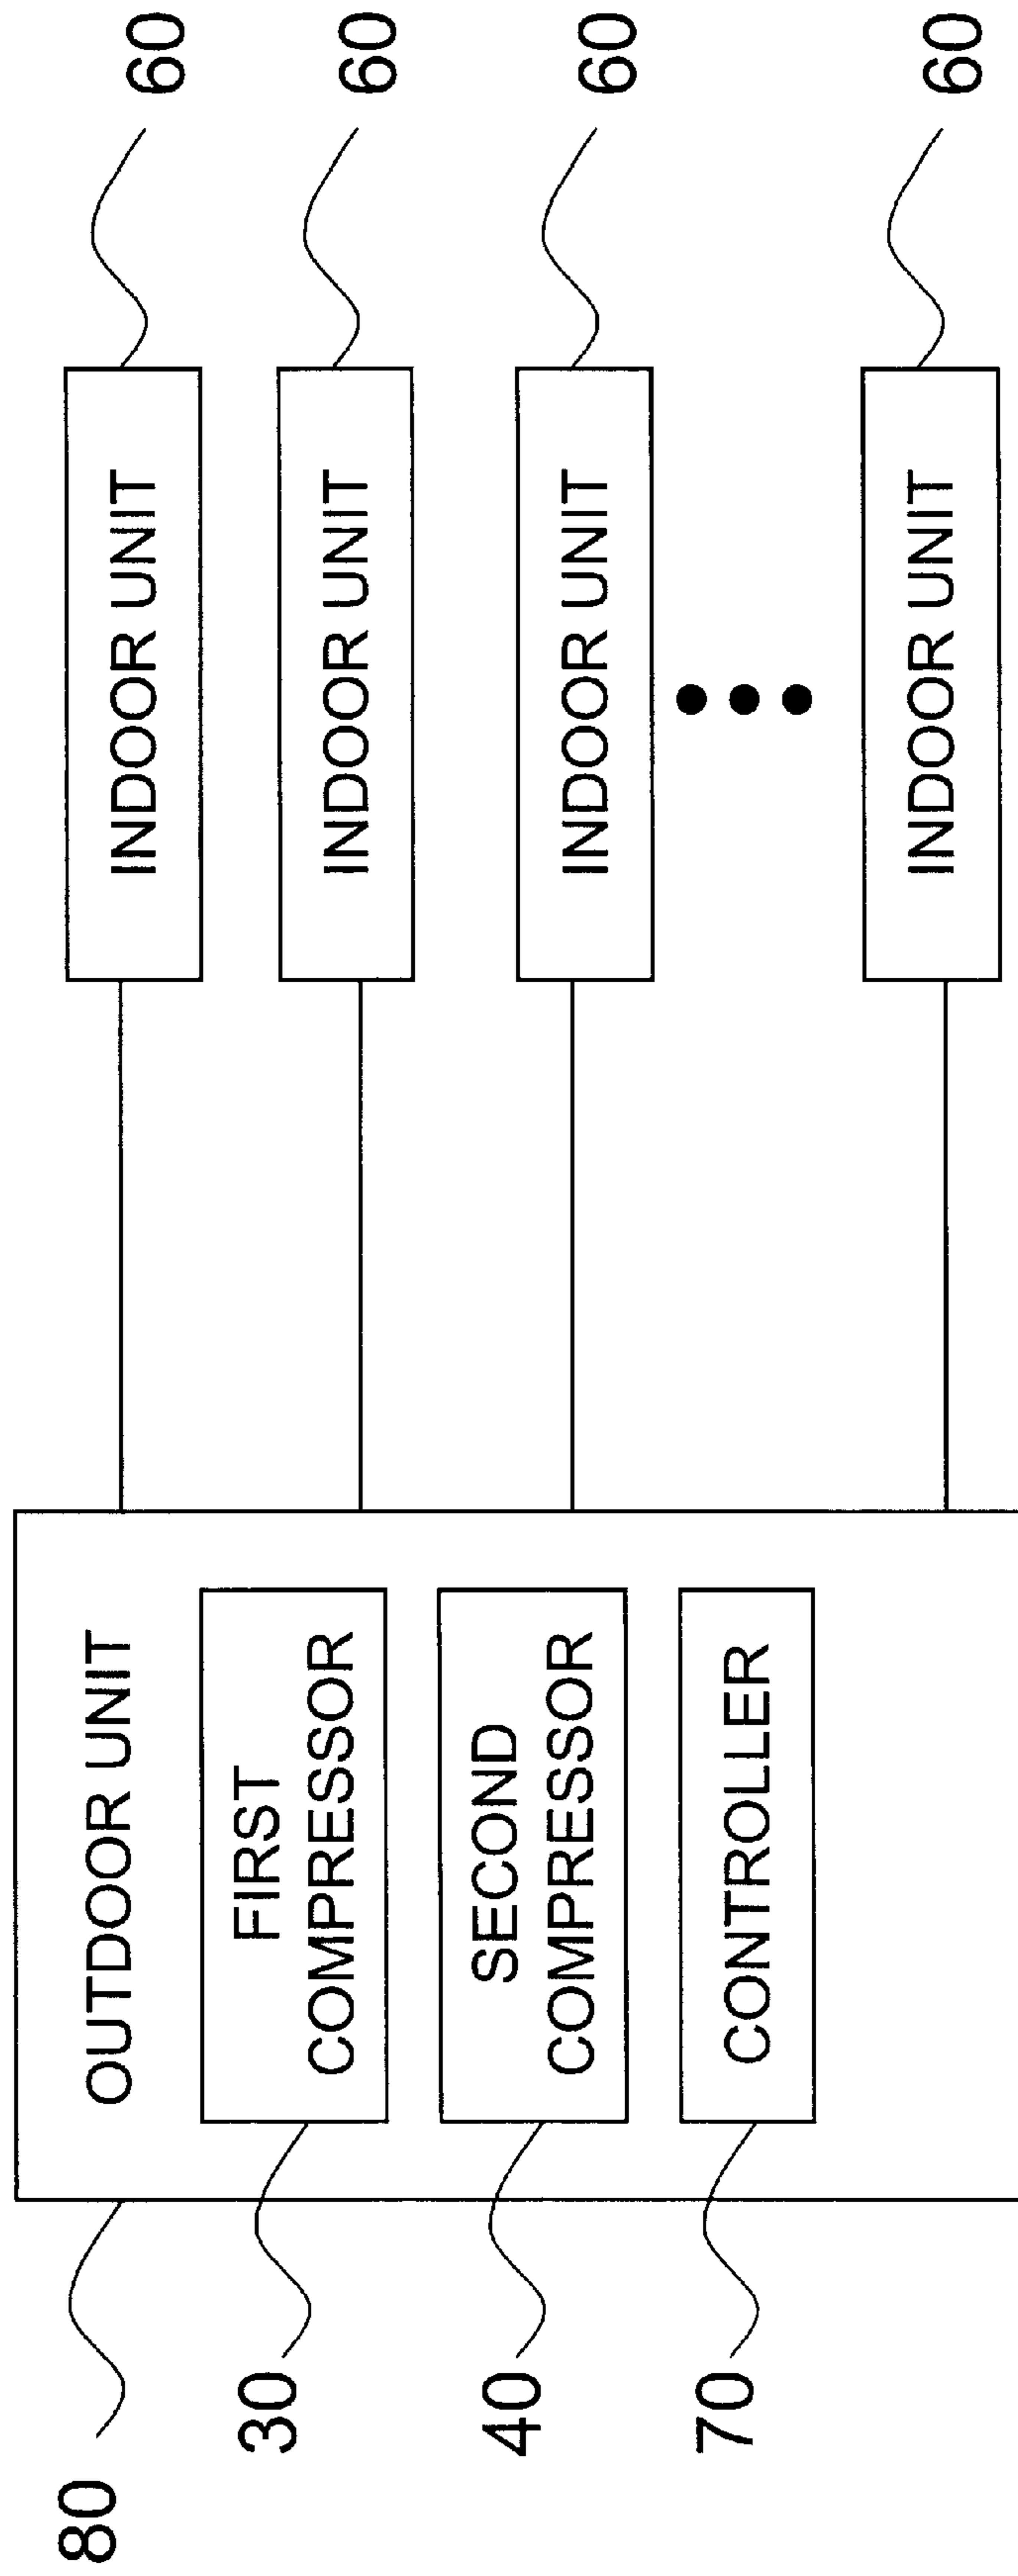 80
OUTDOOR UNIT
30
FIRST
COMPRESSOR
40
SECOND
COMPRESSOR
70
CONTROLLER
INDOOR UNIT
60
INDOOR UNIT
60
INDOOR UNIT
60
INDOOR UNIT
60